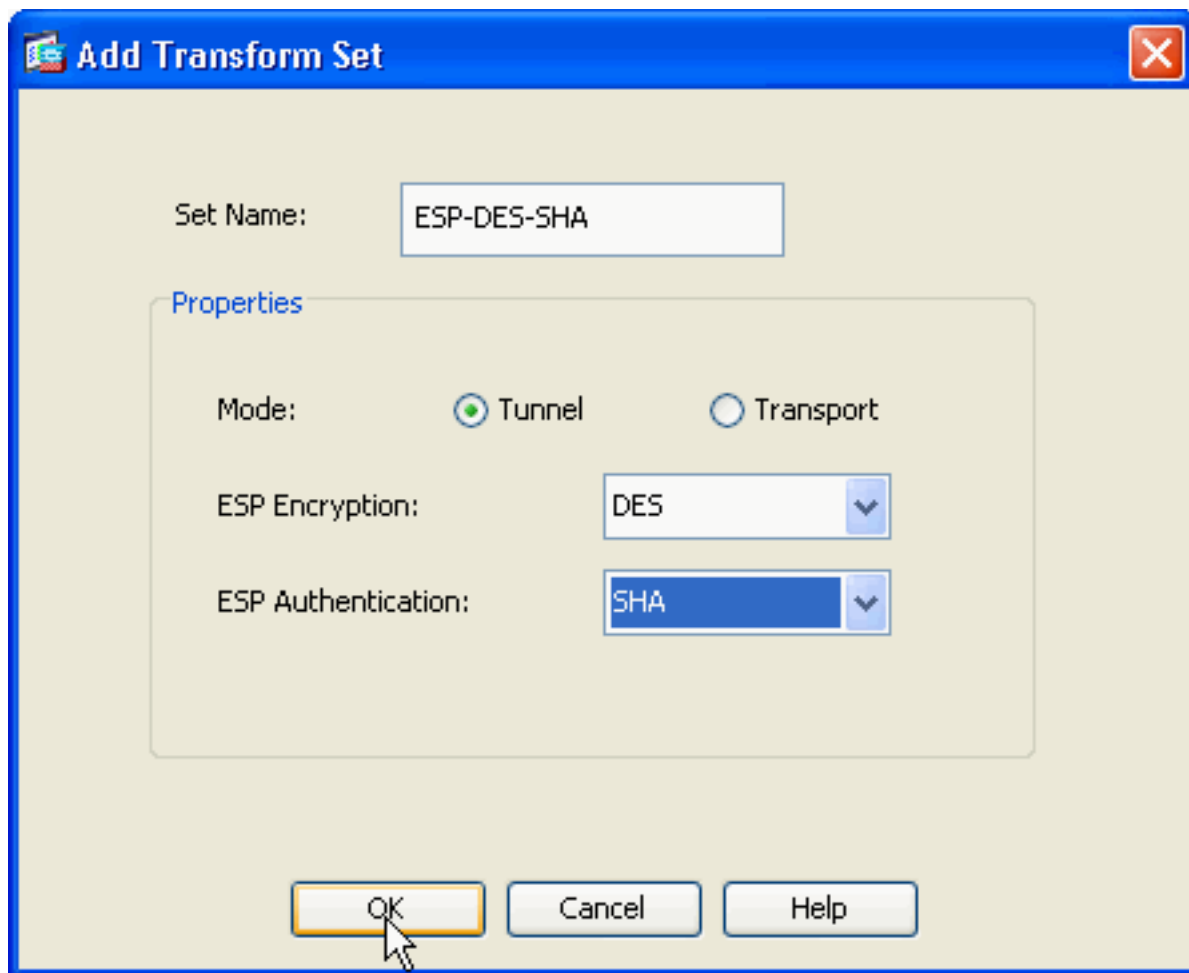 Add Transform Set
Set Name: ESP-DES-SHA
Properties
Mode: Tunnel Transport
ESP Encryption: DES
ESP Authentication: SHA
OK Cancel Help